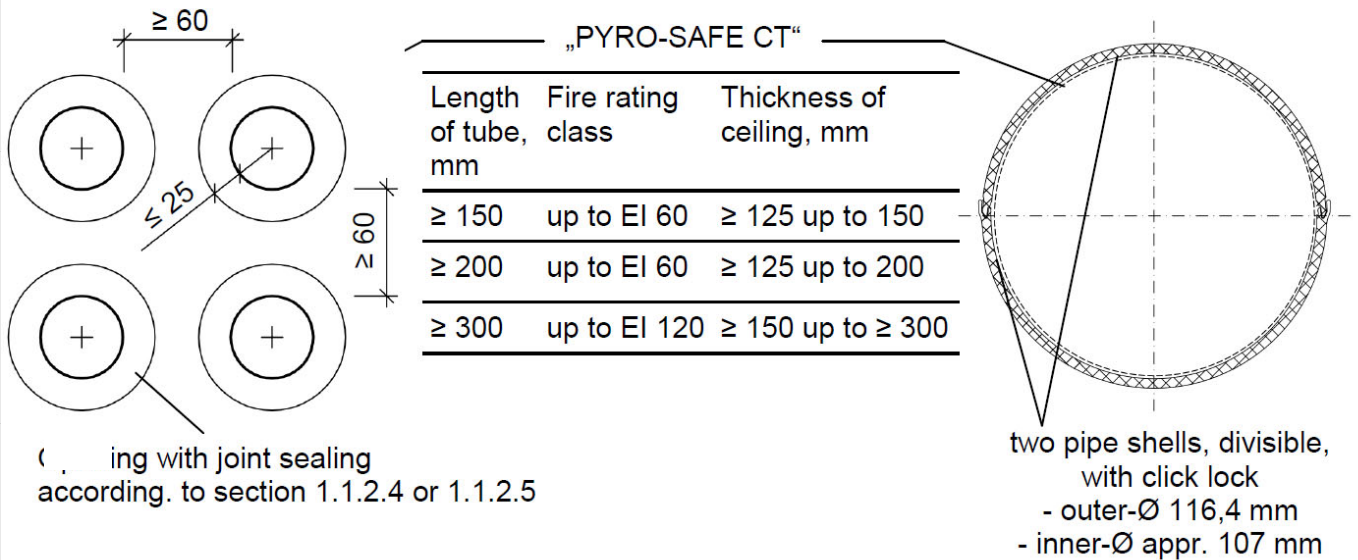 ≥ 60
„PYRO-SAFE CT“
Length of tube, mm
Fire rating class
Thickness of ceiling, mm
≥ 150 up to EI 60 ≥ 125 up to 150
≥ 200 up to EI 60 ≥ 125 up to 200
≥ 300 up to EI 120 ≥ 150 up to ≥ 300
≤ 25
≥ 60
with joint sealing
according. to section 1.1.2.4 or 1.1.2.5
two pipe shells, divisible,
with click lock
- outer-Ø 116,4 mm
- inner-Ø appr. 107 mm